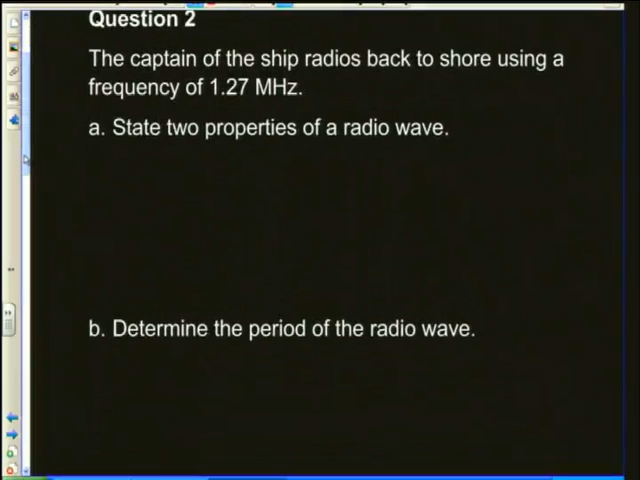 Question 2
The captain of the ship radios back to shore using a
frequency of 1.27 MHz.
a. State two properties of a radio wave.
b. Determine the period of the radio wave.